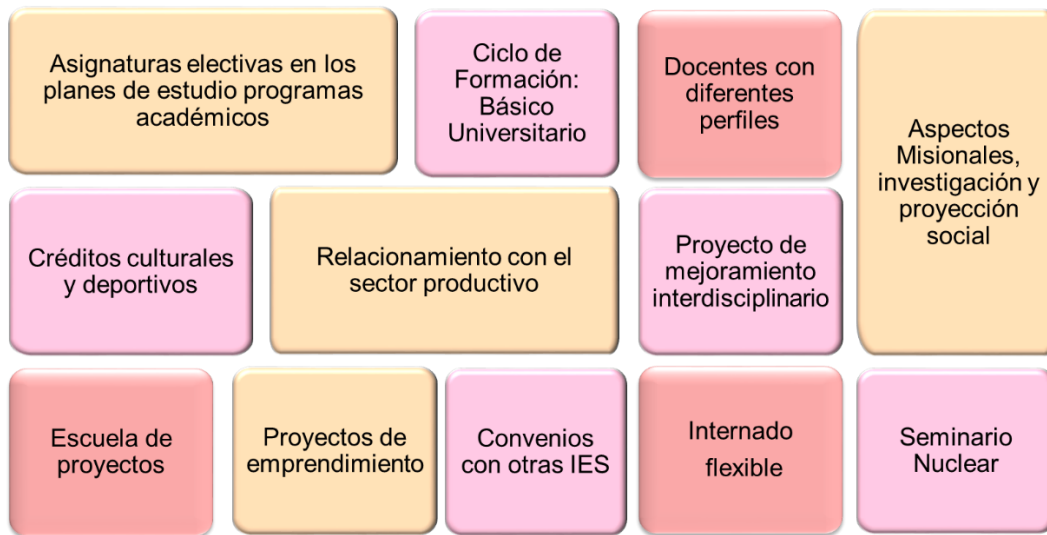 Asignaturas electivas en los
planes de estudio programas
académicos
Ciclo de
Formación:
Básico
Universitario
Docentes con
diferentes
perfiles
Aspectos
Misionales,
investigación y
proyección
social
Créditos culturales
y deportivos
Relacionamiento con el
sector productivo
Proyecto de
mejoramiento
interdisciplinario
Escuela de
proyectos
Proyectos de
emprendimiento
Convenios
con otras IES
Internado
flexible
Seminario
Nuclear